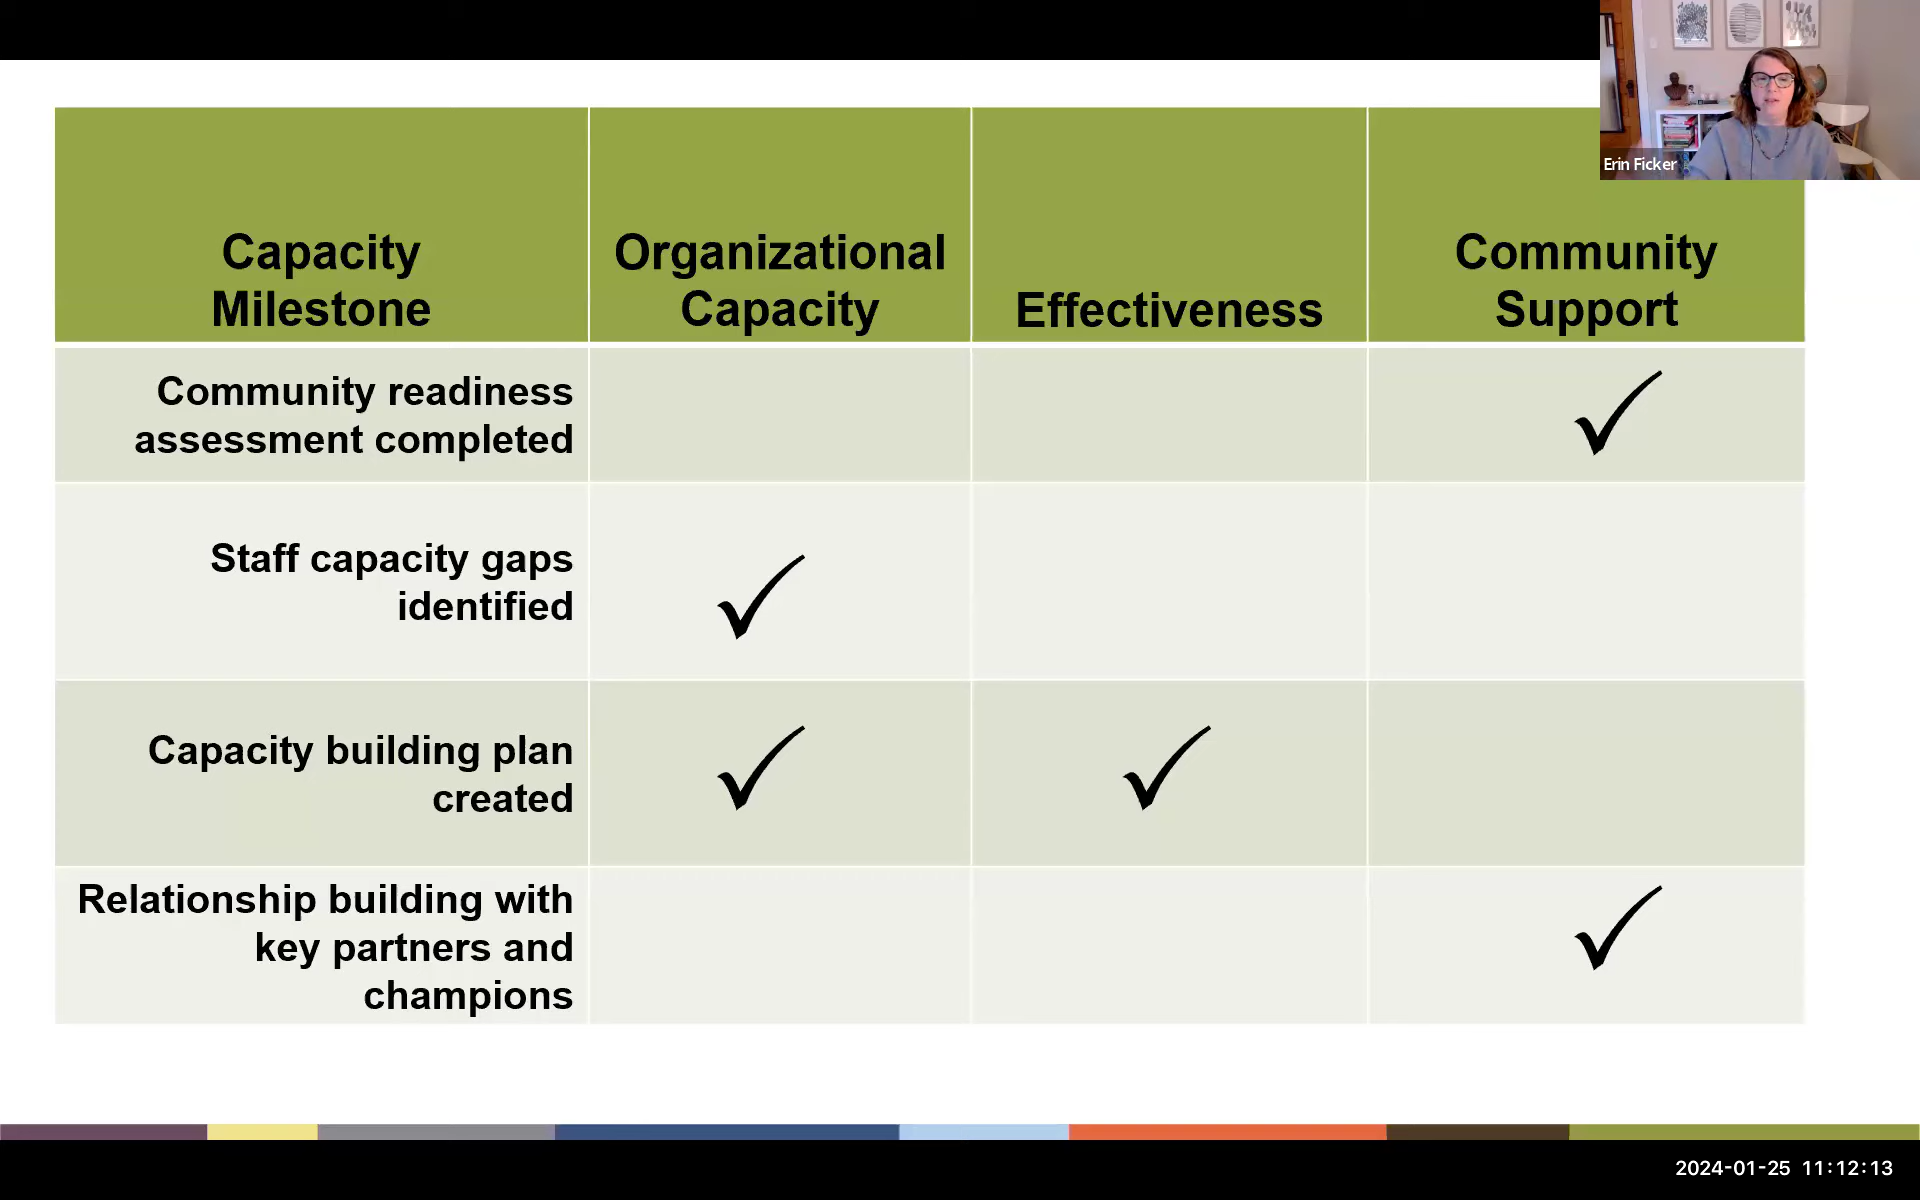 Erin Ficker
Capacity
Milestone
Organizational
Capacity
Effectiveness
Community
Support
Community readiness
assessment completed
✓
Staff capacity gaps
identified
✓
Capacity building plan
created
✓
✓
Relationship building with
key partners and
champions
✓
2024-01-25 11:12:13